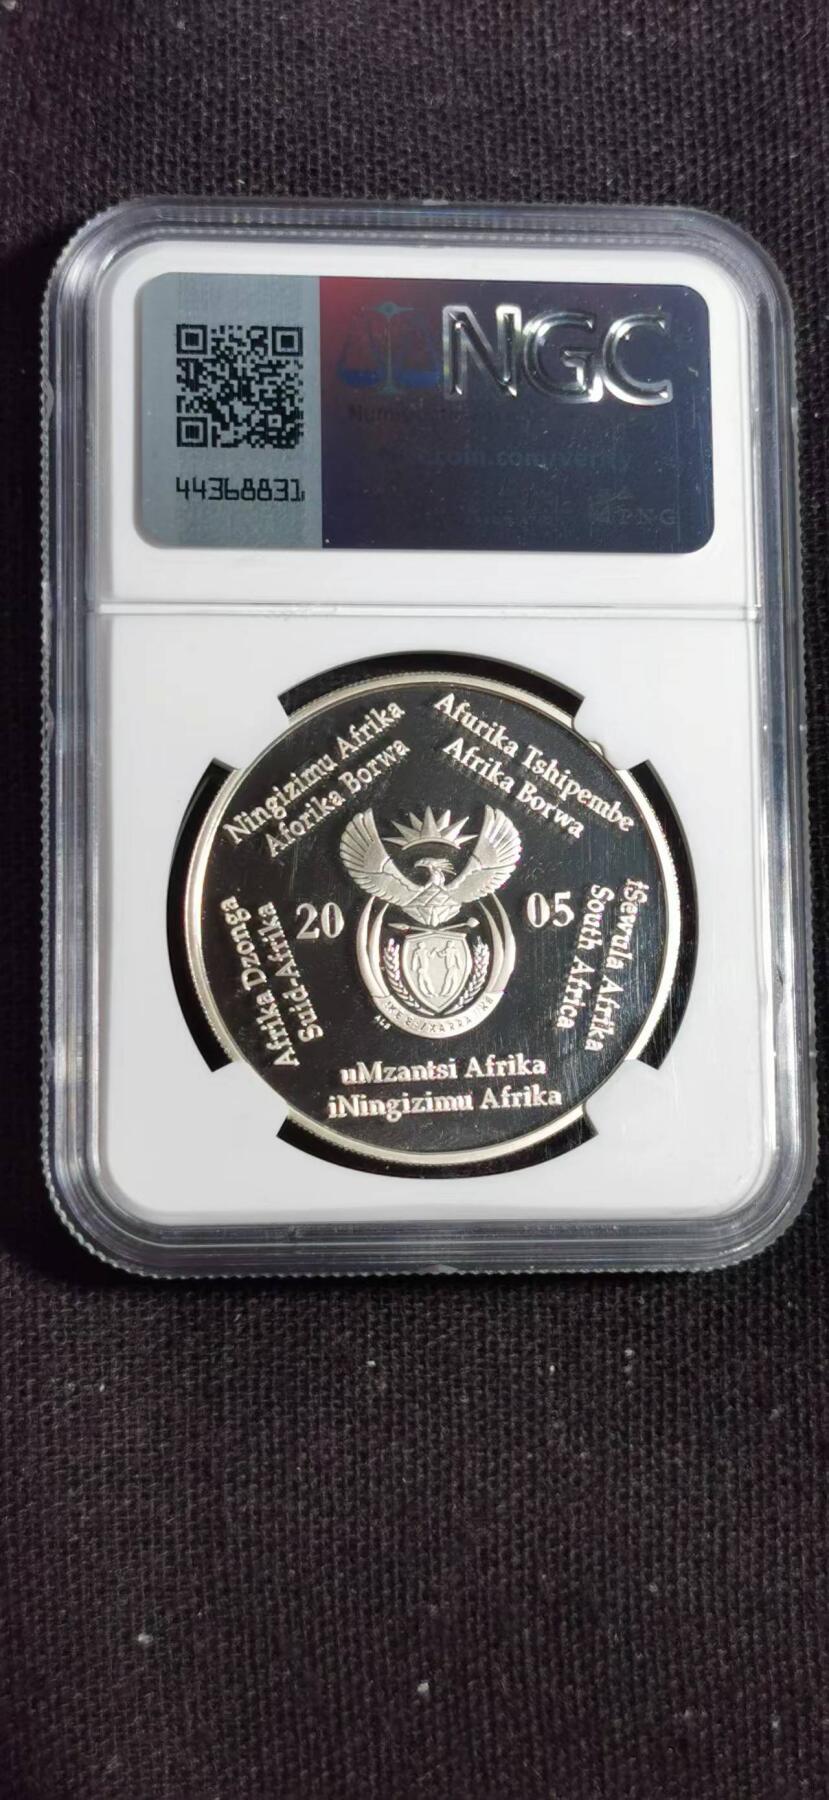 NGC
44368831
Ningizimu Afrika
Aforika Borwa
Afurika Tshipembe
Afrika Borwa
iSewula Afrika
South Africa
uMzantsi Afrika
iNingizimu Afrika
Afrika Dzonga
Suid-Afrika
20 05
PNG